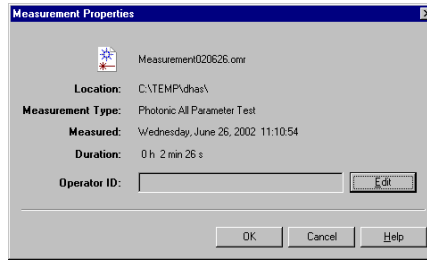 Measurement Properties
Measurement020626.omr
Location: C:\TEMP\dhas\
Measurement Type: Photonic All Parameter Test
Measured: Wednesday, June 26, 2002 11:10:54
Duration: 0 h 2 min 26 s
Operator ID: Edit
OK Cancel Help